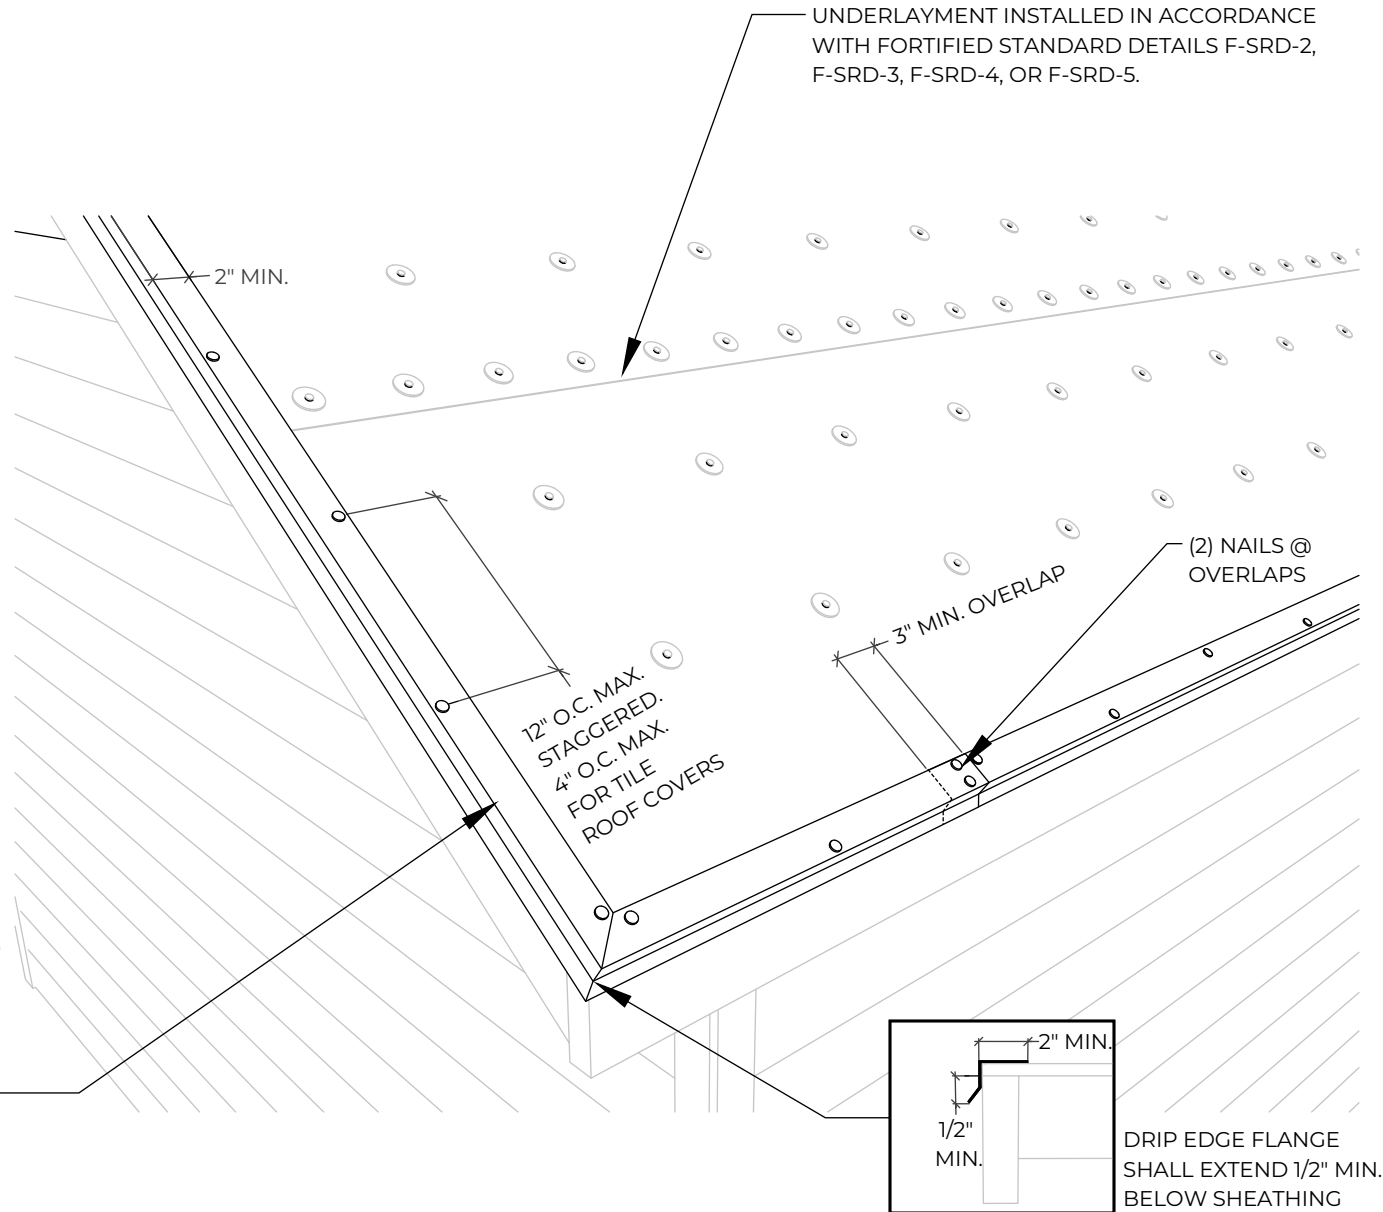 UNDERLAYMENT INSTALLED IN ACCORDANCE
WITH FORTIFIED STANDARD DETAILS F-SRD-2,
F-SRD-3, F-SRD-4, OR F-SRD-5.
2" MIN.
(2) NAILS @
OVERLAPS
3" MIN. OVERLAP
12" O.C. MAX.
STAGGERED.
4" O.C. MAX.
FOR TILE
ROOF COVERS
2" MIN.
1/2"
MIN.
DRIP EDGE FLANGE
SHALL EXTEND 1/2" MIN.
BELOW SHEATHING